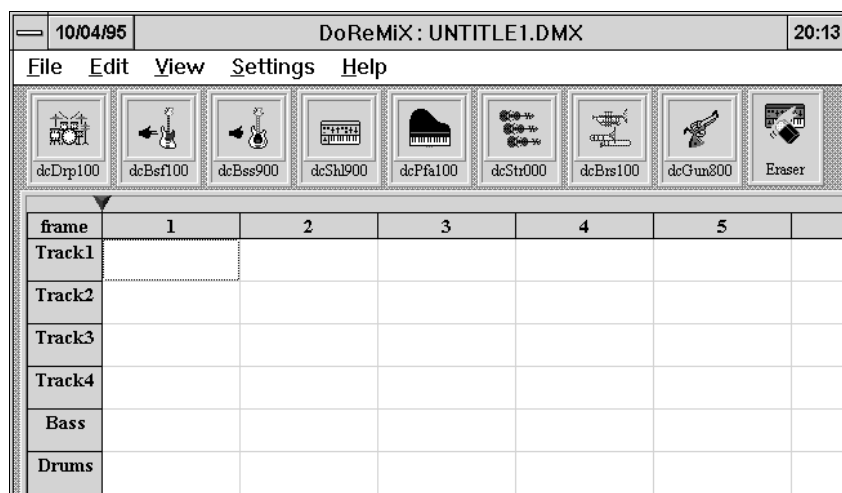 10/04/95 DoReMiX : UNTITLE1.DMX 20:13
File Edit View Settings Help
dcDrp100 dcBsf100 dcBss900 dcShl900 dcPfa100 dcStr000 dcBrs100 dcGun800 Eraser
frame 1 2 3 4 5
Track1
Track2
Track3
Track4
Bass
Drums